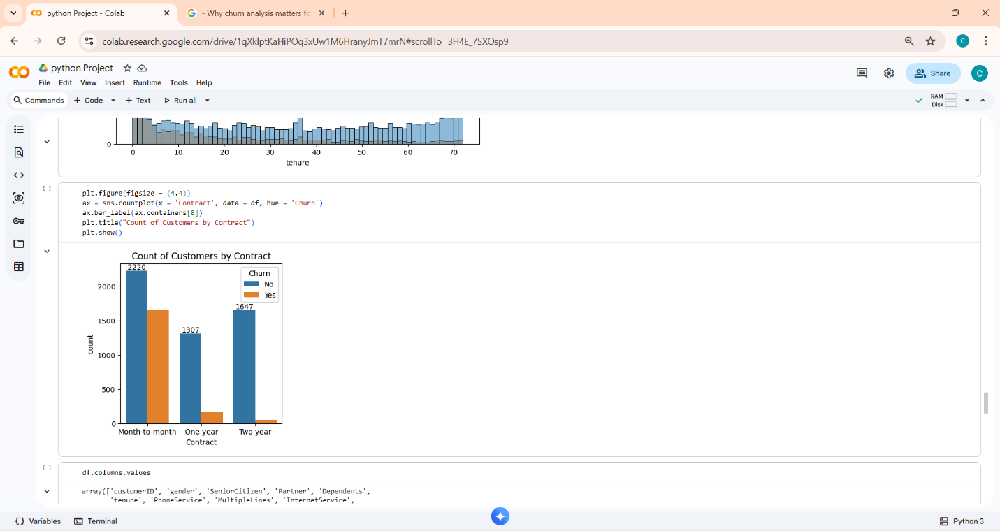 python Project - Colab
- Why churn analysis matters fo
colab.research.google.com/drive/1qXklptKaHiPOq3xUw1M6HranyJmT7mrN#scrollTo=3H4E_7SXOsp9
C
python Project
File Edit View Insert Runtime Tools Help
Share
C
Commands + Code + Text Run all
RAM
Disk
0
0 10 20 30 40 50 60 70
tenure
[ ]
plt.figure(figsize = (4,4))
ax = sns.countplot(x = 'Contract', data = df, hue = 'Churn')
ax.bar_label(ax.containers[0])
plt.title("Count of Customers by Contract")
plt.show()
Count of Customers by Contract
2220
Churn
No
Yes
1647
1307
2000
1500
1000
500
0
count
Month-to-month One year Two year
Contract
[ ]
df.columns.values
array(['customerID', 'gender', 'SeniorCitizen', 'Partner', 'Dependents',
'tenure', 'PhoneService', 'MultipleLines', 'InternetService',
Variables Terminal
Python 3